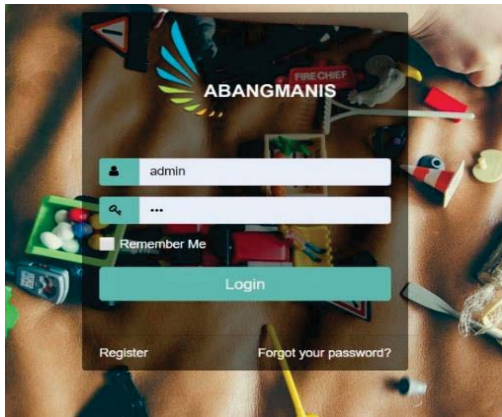 FIRE CHIEF
ABANGMANIS
admin
•••
Remember Me
Login
Register
Forgot your password?